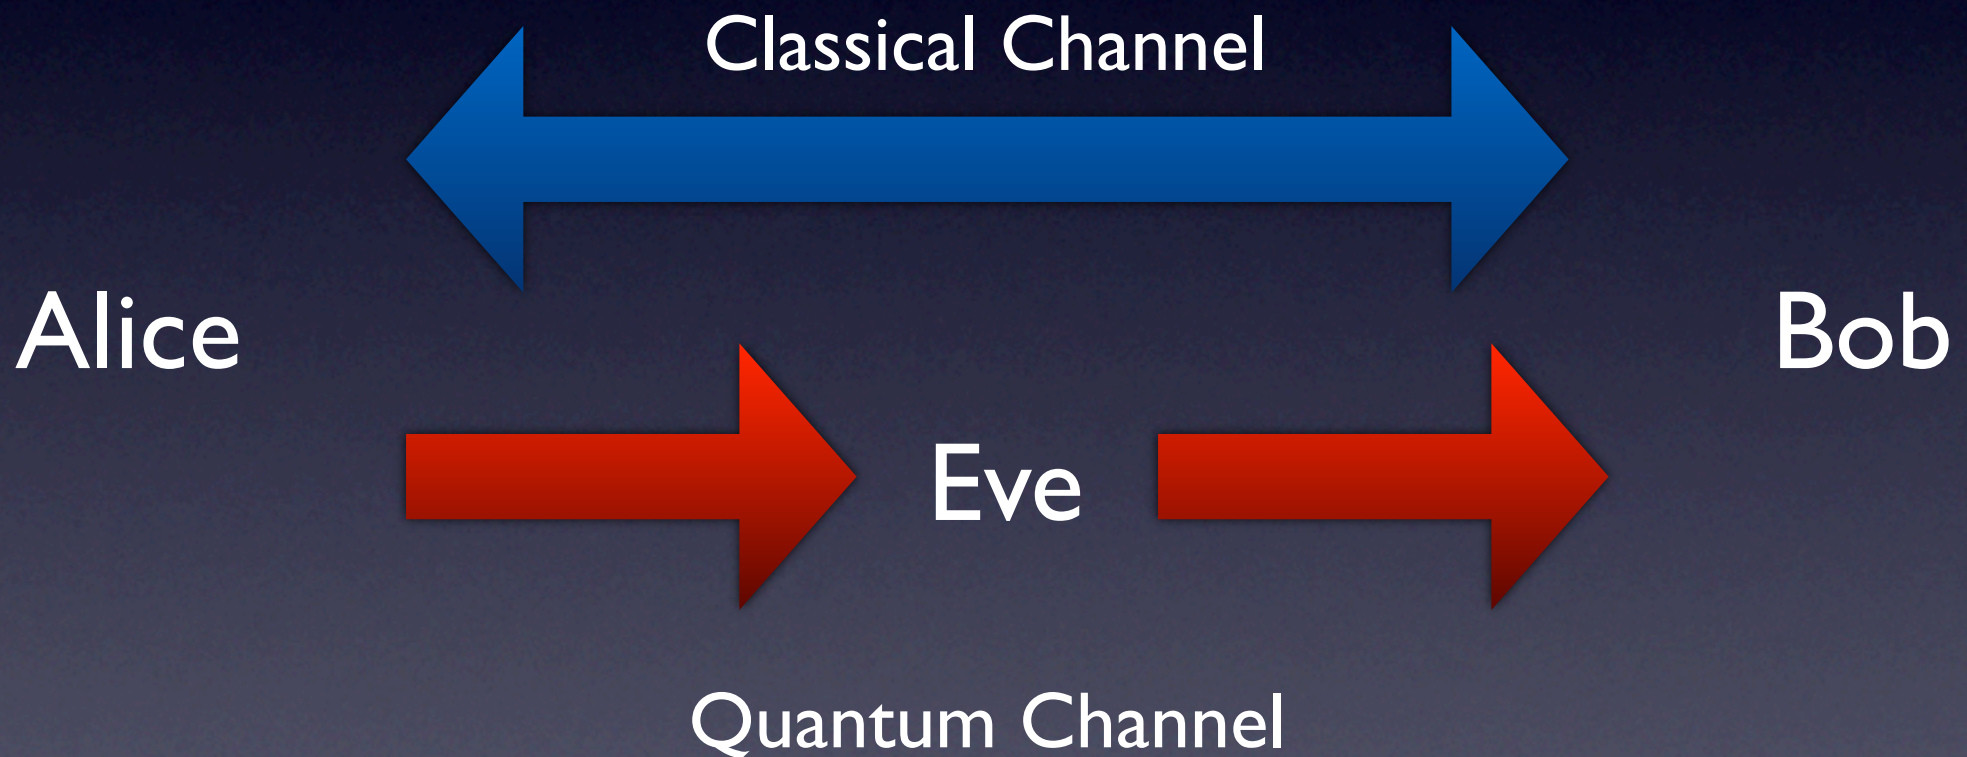 Classical Channel
Alice
Bob
Eve
Quantum Channel